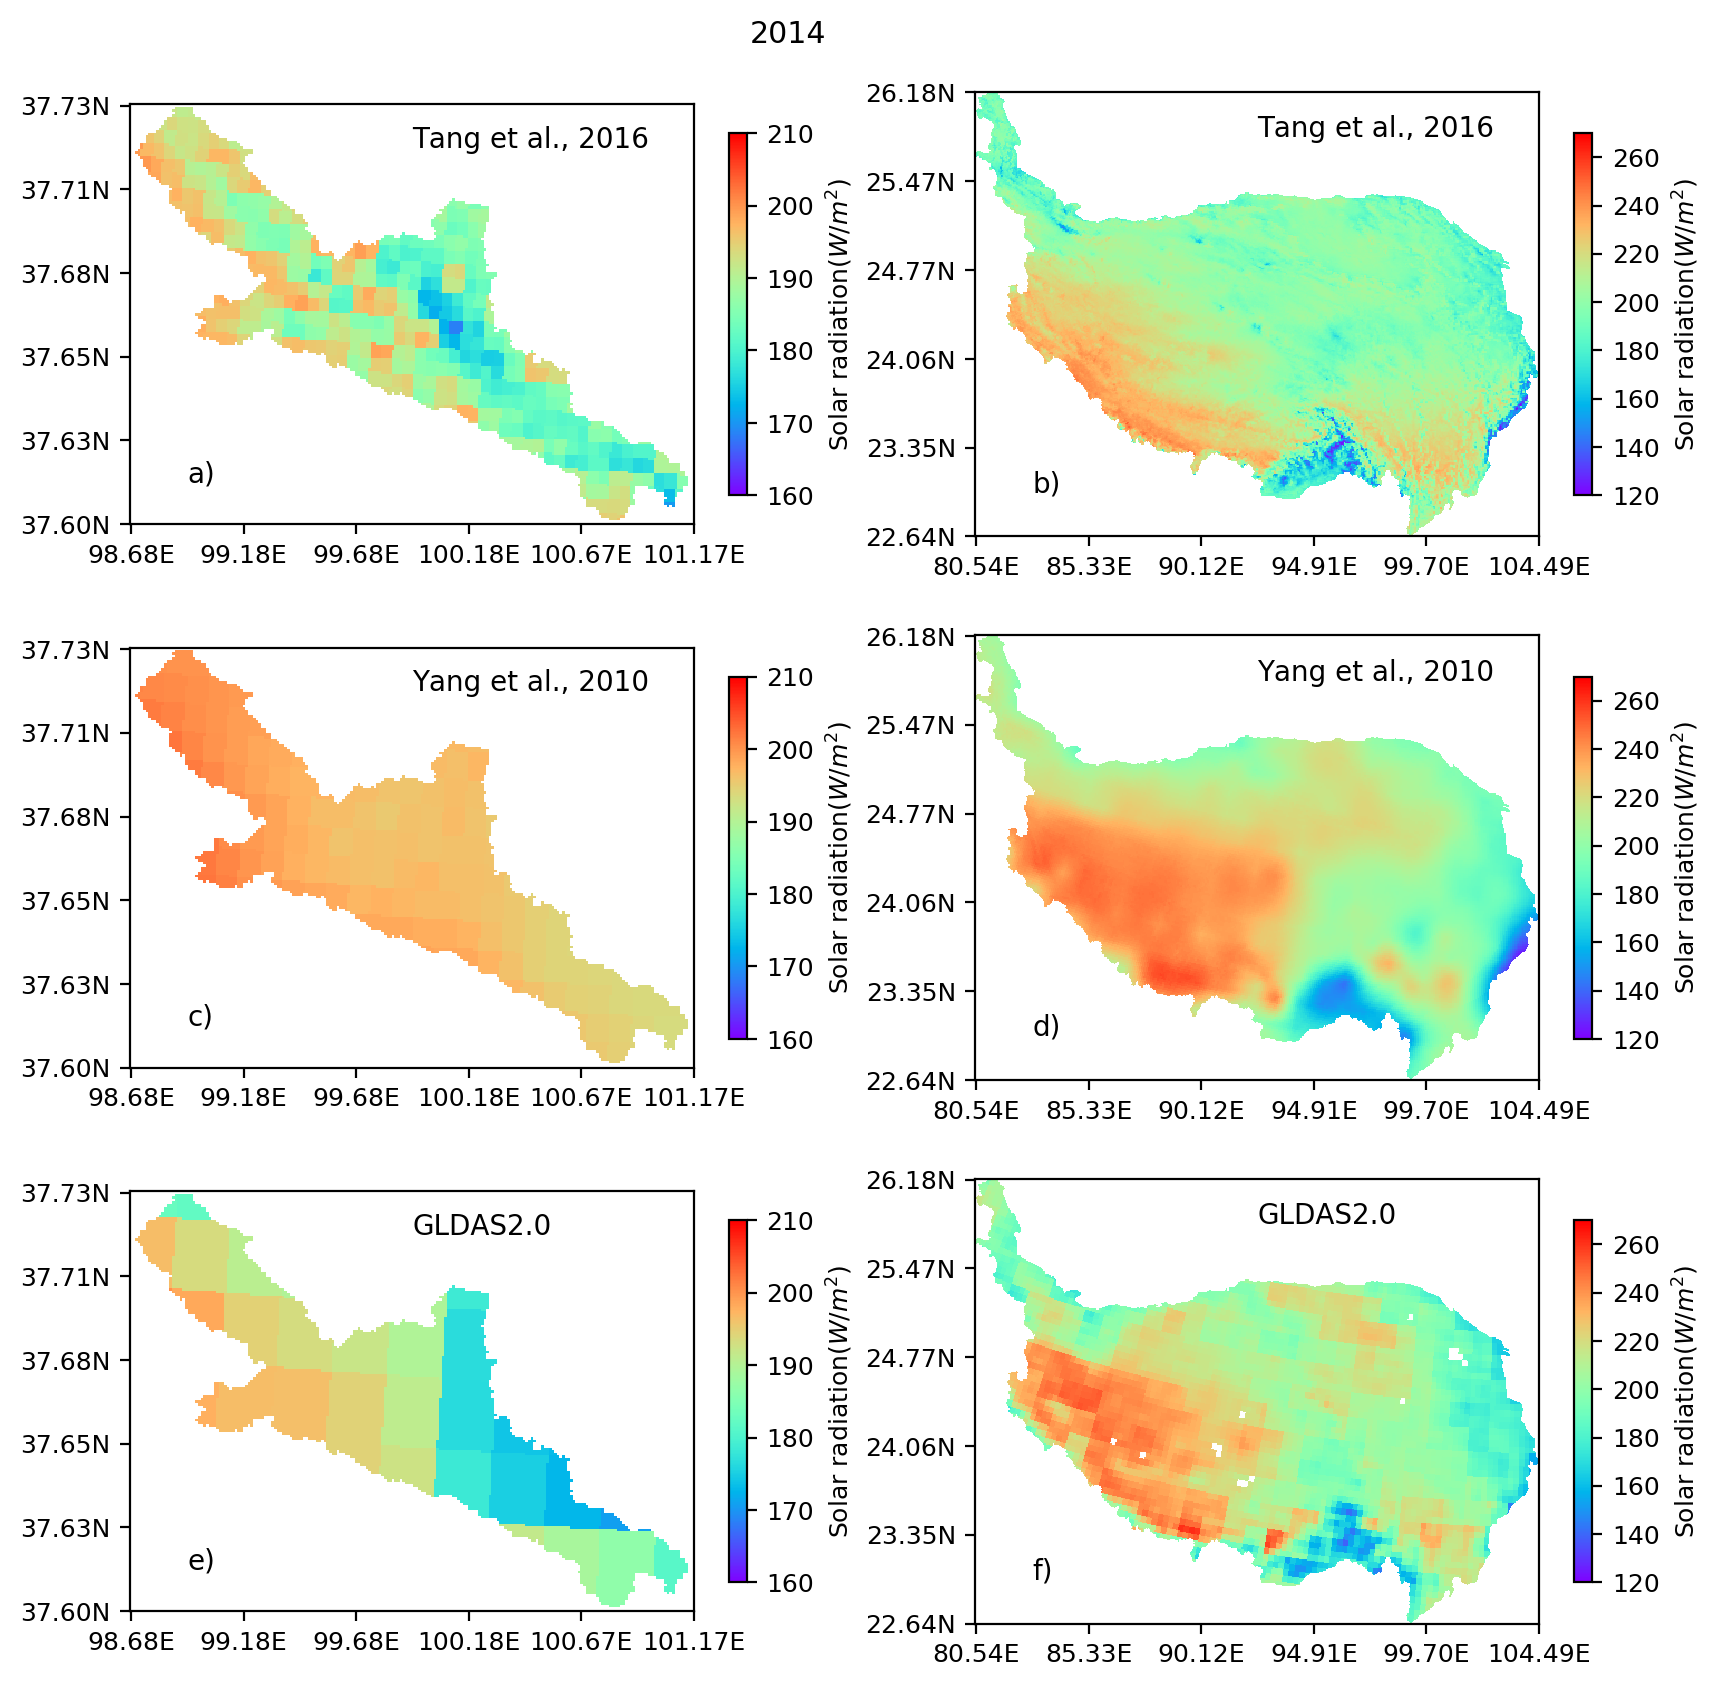 2014
37.73N
37.71N
37.68N
37.65N
37.63N
37.60N
98.68E 99.18E 99.68E 100.18E 100.67E 101.17E
Tang et al., 2016
a)
210
200
190
180
170
160
Solar radiation(W/m²)
26.18N
25.47N
24.77N
24.06N
23.35N
22.64N
80.54E 85.33E 90.12E 94.91E 99.70E 104.49E
Tang et al., 2016
b)
260
240
220
200
180
160
140
120
Solar radiation(W/m²)
37.73N
37.71N
37.68N
37.65N
37.63N
37.60N
98.68E 99.18E 99.68E 100.18E 100.67E 101.17E
Yang et al., 2010
c)
210
200
190
180
170
160
Solar radiation(W/m²)
26.18N
25.47N
24.77N
24.06N
23.35N
22.64N
80.54E 85.33E 90.12E 94.91E 99.70E 104.49E
Yang et al., 2010
d)
260
240
220
200
180
160
140
120
Solar radiation(W/m²)
37.73N
37.71N
37.68N
37.65N
37.63N
37.60N
98.68E 99.18E 99.68E 100.18E 100.67E 101.17E
GLDAS2.0
e)
210
200
190
180
170
160
Solar radiation(W/m²)
26.18N
25.47N
24.77N
24.06N
23.35N
22.64N
80.54E 85.33E 90.12E 94.91E 99.70E 104.49E
GLDAS2.0
f)
260
240
220
200
180
160
140
120
Solar radiation(W/m²)